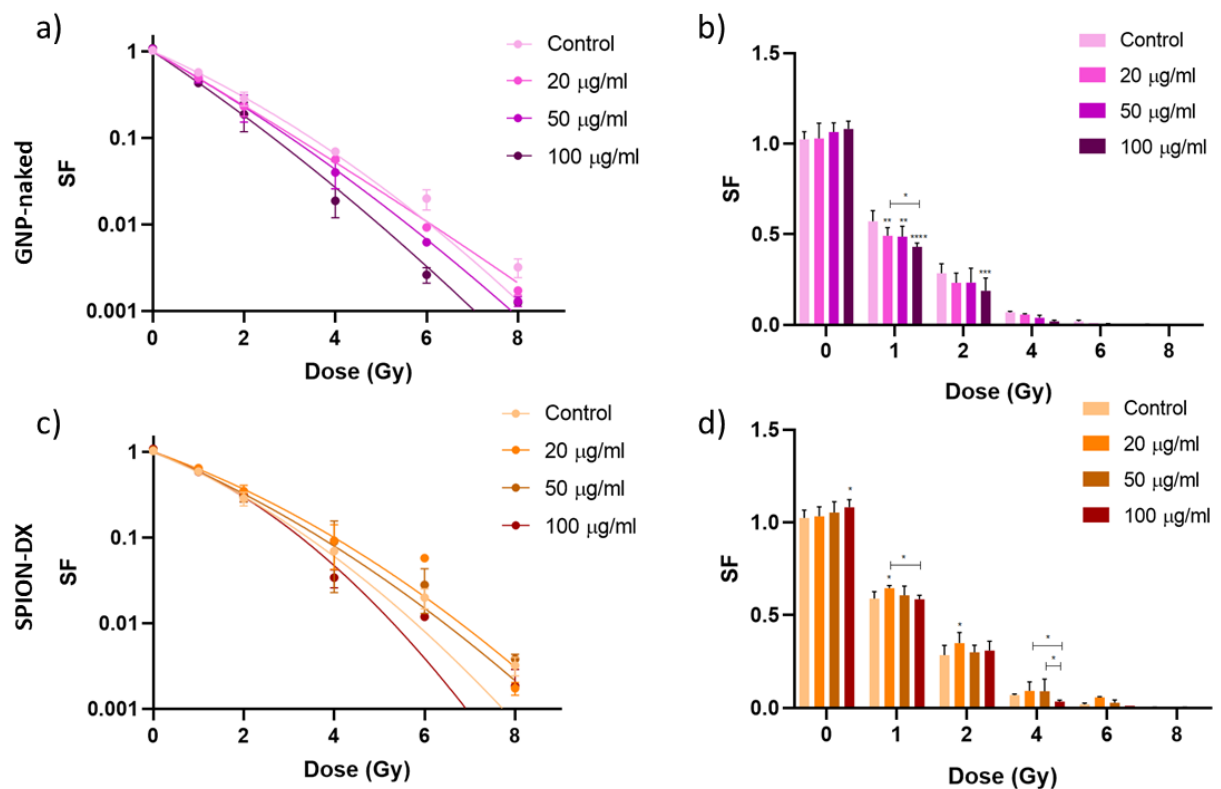 a)
GNP-naked
SF
1
0.1
0.01
0.001
0 2 4 6 8
Dose (Gy)
Control
20 μg/ml
50 μg/ml
100 μg/ml
b)
SF
1.5
1.0
0.5
0.0
* ** ** **** ***
0 1 2 4 6 8
Dose (Gy)
Control
20 μg/ml
50 μg/ml
100 μg/ml
c)
SPION-DX
SF
1
0.1
0.01
0.001
0 2 4 6 8
Dose (Gy)
Control
20 μg/ml
50 μg/ml
100 μg/ml
d)
SF
1.5
1.0
0.5
0.0
* * * * * *
0 1 2 4 6 8
Dose (Gy)
Control
20 μg/ml
50 μg/ml
100 μg/ml